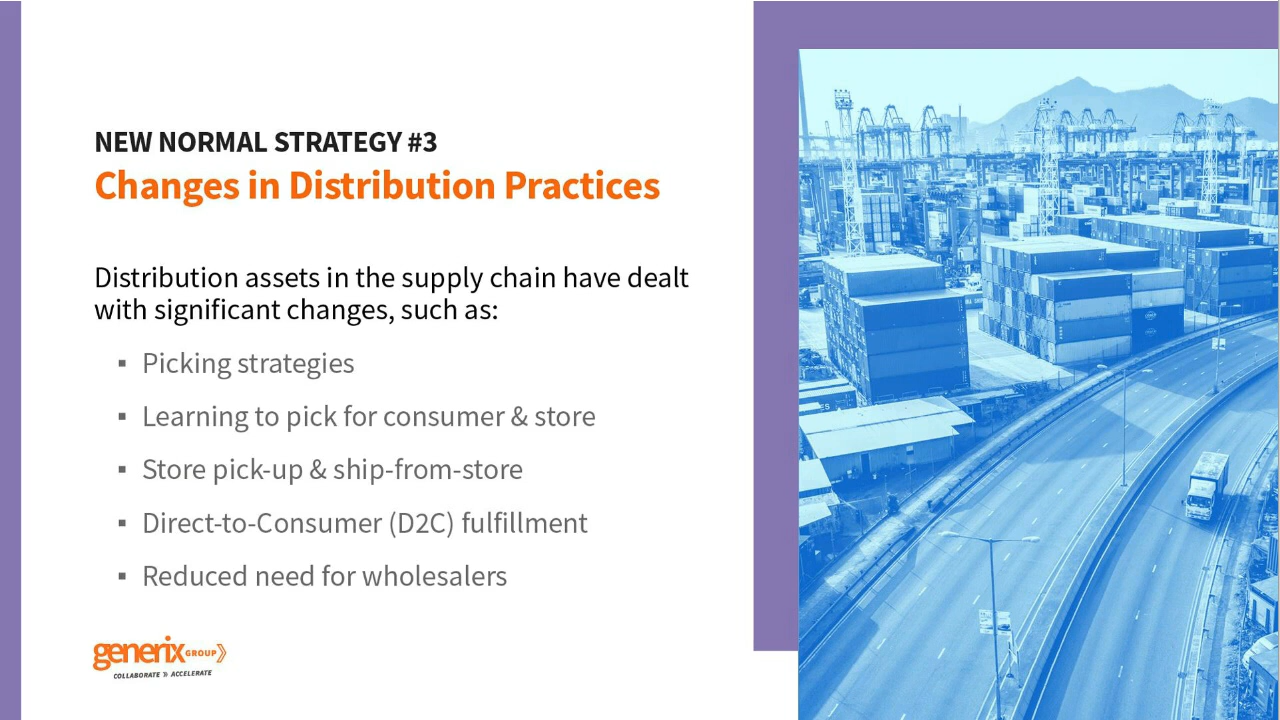 NEW NORMAL STRATEGY #3
Changes in Distribution Practices
Distribution assets in the supply chain have dealt
with significant changes, such as:
▪ Picking strategies
▪ Learning to pick for consumer & store
▪ Store pick-up & ship-from-store
▪ Direct-to-Consumer (D2C) fulfillment
▪ Reduced need for wholesalers
generix GROUP
COLLABORATE » ACCELERATE